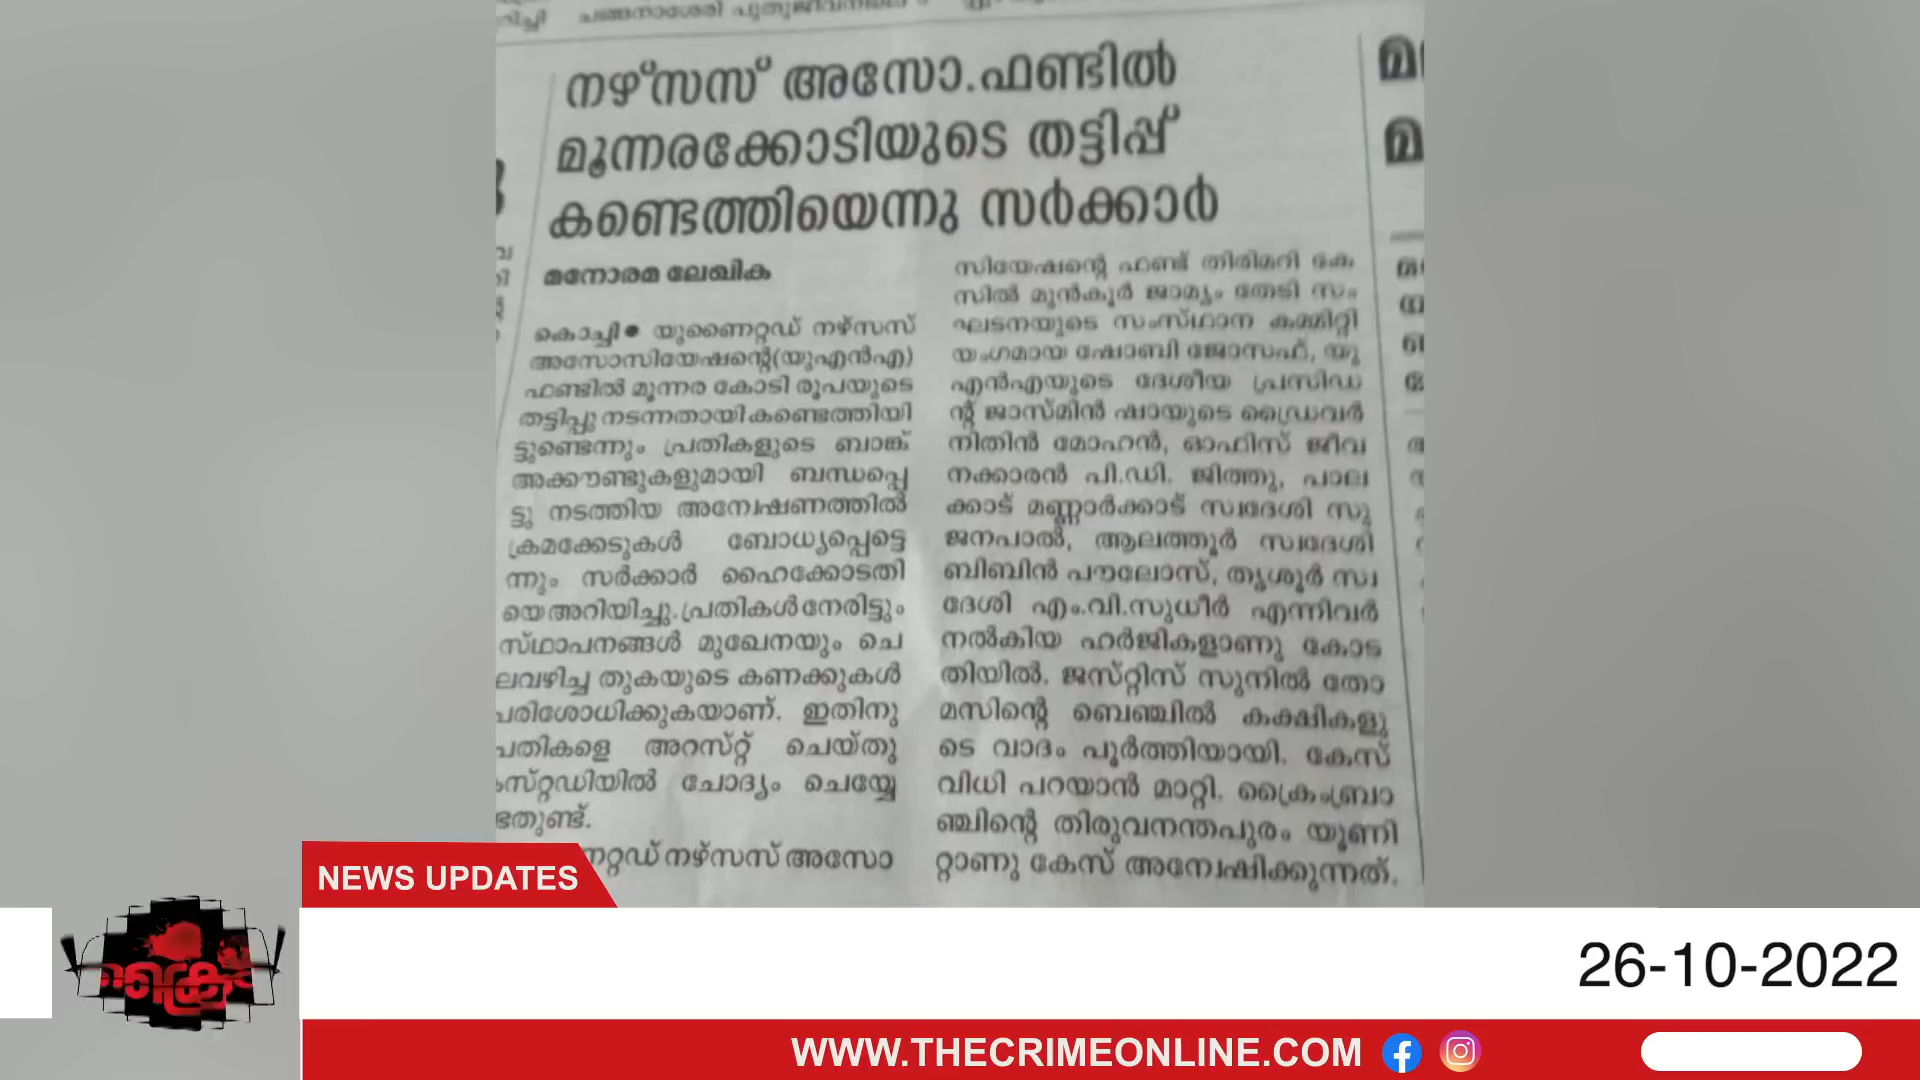 ചങ്ങനാശേരി
നഴ്സസ് അസോ.ഫണ്ടിൽ
മൂന്നരക്കോടിയുടെ തട്ടിപ്പ്
കണ്ടെത്തിയെന്നു സർക്കാർ
മനോരമ ലേഖിക
കൊച്ചി● യുണൈറ്റഡ് നഴ്സസ്
അസോസിയേഷന്റെ(യുഎൻഎ)
ഫണ്ടിൽ മൂന്നര കോടി രൂപയുടെ
തട്ടിപ്പു നടന്നതായി കണ്ടെത്തിയി
ട്ടുണ്ടെന്നും പ്രതികളുടെ ബാങ്ക്
അക്കൗണ്ടുകളുമായി ബന്ധപ്പെ
ട്ടു നടത്തിയ അന്വേഷണത്തിൽ
ക്രമക്കേടുകൾ ബോധ്യപ്പെട്ടെ
ന്നും സർക്കാർ ഹൈക്കോടതി
യെ അറിയിച്ചു. പ്രതികൾ നേരിട്ടും
സ്ഥാപനങ്ങൾ മുഖേനയും ചെ
ലവഴിച്ച തുകയുടെ കണക്കുകൾ
പരിശോധിക്കുകയാണ്. ഇതിനു
പ്രതികളെ അറസ്റ്റ് ചെയ്തു
കസ്റ്റഡിയിൽ ചോദ്യം ചെയ്യേ
ണ്ടതുണ്ട്.
നഴ്സസ് അസോ
സിയേഷന്റെ ഫണ്ട് തിരിമറി കേ
സിൽ മുൻകൂർ ജാമ്യം തേടി സം
ഘടനയുടെ സംസ്ഥാന കമ്മിറ്റി
യംഗമായ ഷോബി ജോസഫ്, യു
എൻഎയുടെ ദേശീയ പ്രസിഡ
ന്റ് ജാസ്മിൻ ഷായുടെ ഡ്രൈവർ
നിതിൻ മോഹൻ, ഓഫിസ് ജീവ
നക്കാരൻ പി.ഡി. ജിത്തു, പാല
ക്കാട് മണ്ണാർക്കാട് സ്വദേശി സു
ജനപാൽ, ആലത്തൂർ സ്വദേശി
ബിബിൻ പൗലോസ്, തൃശൂർ സ്വ
ദേശി എം.വി.സുധീർ എന്നിവർ
നൽകിയ ഹർജികളാണു കോട
തിയിൽ. ജസ്റ്റിസ് സുനിൽ തോ
മസിന്റെ ബെഞ്ചിൽ കക്ഷികളു
ടെ വാദം പൂർത്തിയായി. കേസ്
വിധി പറയാൻ മാറ്റി. ക്രൈംബ്രാ
ഞ്ചിന്റെ തിരുവനന്തപുരം യൂണി
റ്റാണു കേസ് അന്വേഷിക്കുന്നത്.
NEWS UPDATES
ക്രൈം
26-10-2022
WWW.THECRIMEONLINE.COM